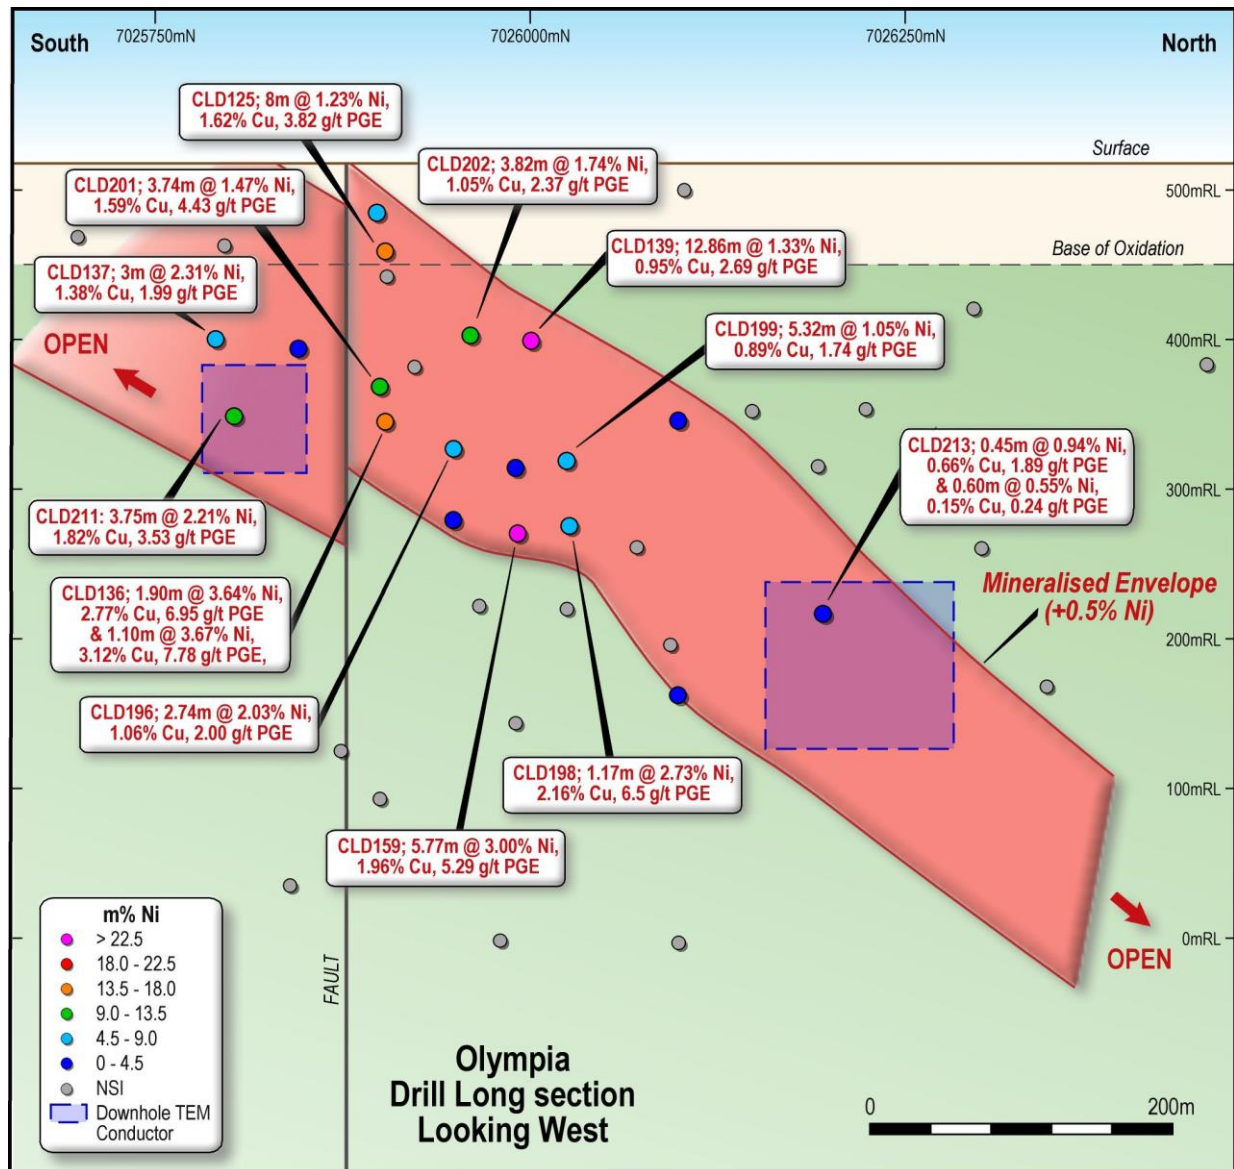 South
7025750mN
7026000mN
7026250mN
North
CLD125; 8m @ 1.23% Ni,
1.62% Cu, 3.82 g/t PGE
Surface
CLD202; 3.82m @ 1.74% Ni,
1.05% Cu, 2.37 g/t PGE
CLD201; 3.74m @ 1.47% Ni,
1.59% Cu, 4.43 g/t PGE
500mRL
CLD139; 12.86m @ 1.33% Ni,
0.95% Cu, 2.69 g/t PGE
Base of Oxidation
CLD137; 3m @ 2.31% Ni,
1.38% Cu, 1.99 g/t PGE
CLD199; 5.32m @ 1.05% Ni,
0.89% Cu, 1.74 g/t PGE
OPEN
400mRL
CLD213; 0.45m @ 0.94% Ni,
0.66% Cu, 1.89 g/t PGE
& 0.60m @ 0.55% Ni,
0.15% Cu, 0.24 g/t PGE
300mRL
CLD211: 3.75m @ 2.21% Ni,
1.82% Cu, 3.53 g/t PGE
CLD136; 1.90m @ 3.64% Ni,
2.77% Cu, 6.95 g/t PGE
& 1.10m @ 3.67% Ni,
3.12% Cu, 7.78 g/t PGE,
Mineralised Envelope
(+0.5% Ni)
200mRL
CLD196; 2.74m @ 2.03% Ni,
1.06% Cu, 2.00 g/t PGE
CLD198; 1.17m @ 2.73% Ni,
2.16% Cu, 6.5 g/t PGE
100mRL
CLD159; 5.77m @ 3.00% Ni,
1.96% Cu, 5.29 g/t PGE
m% Ni
> 22.5
18.0 - 22.5
13.5 - 18.0
9.0 - 13.5
4.5 - 9.0
0 - 4.5
NSI
Downhole TEM
Conductor
FAULT
0mRL
OPEN
Olympia
Drill Long section
Looking West
0
200m